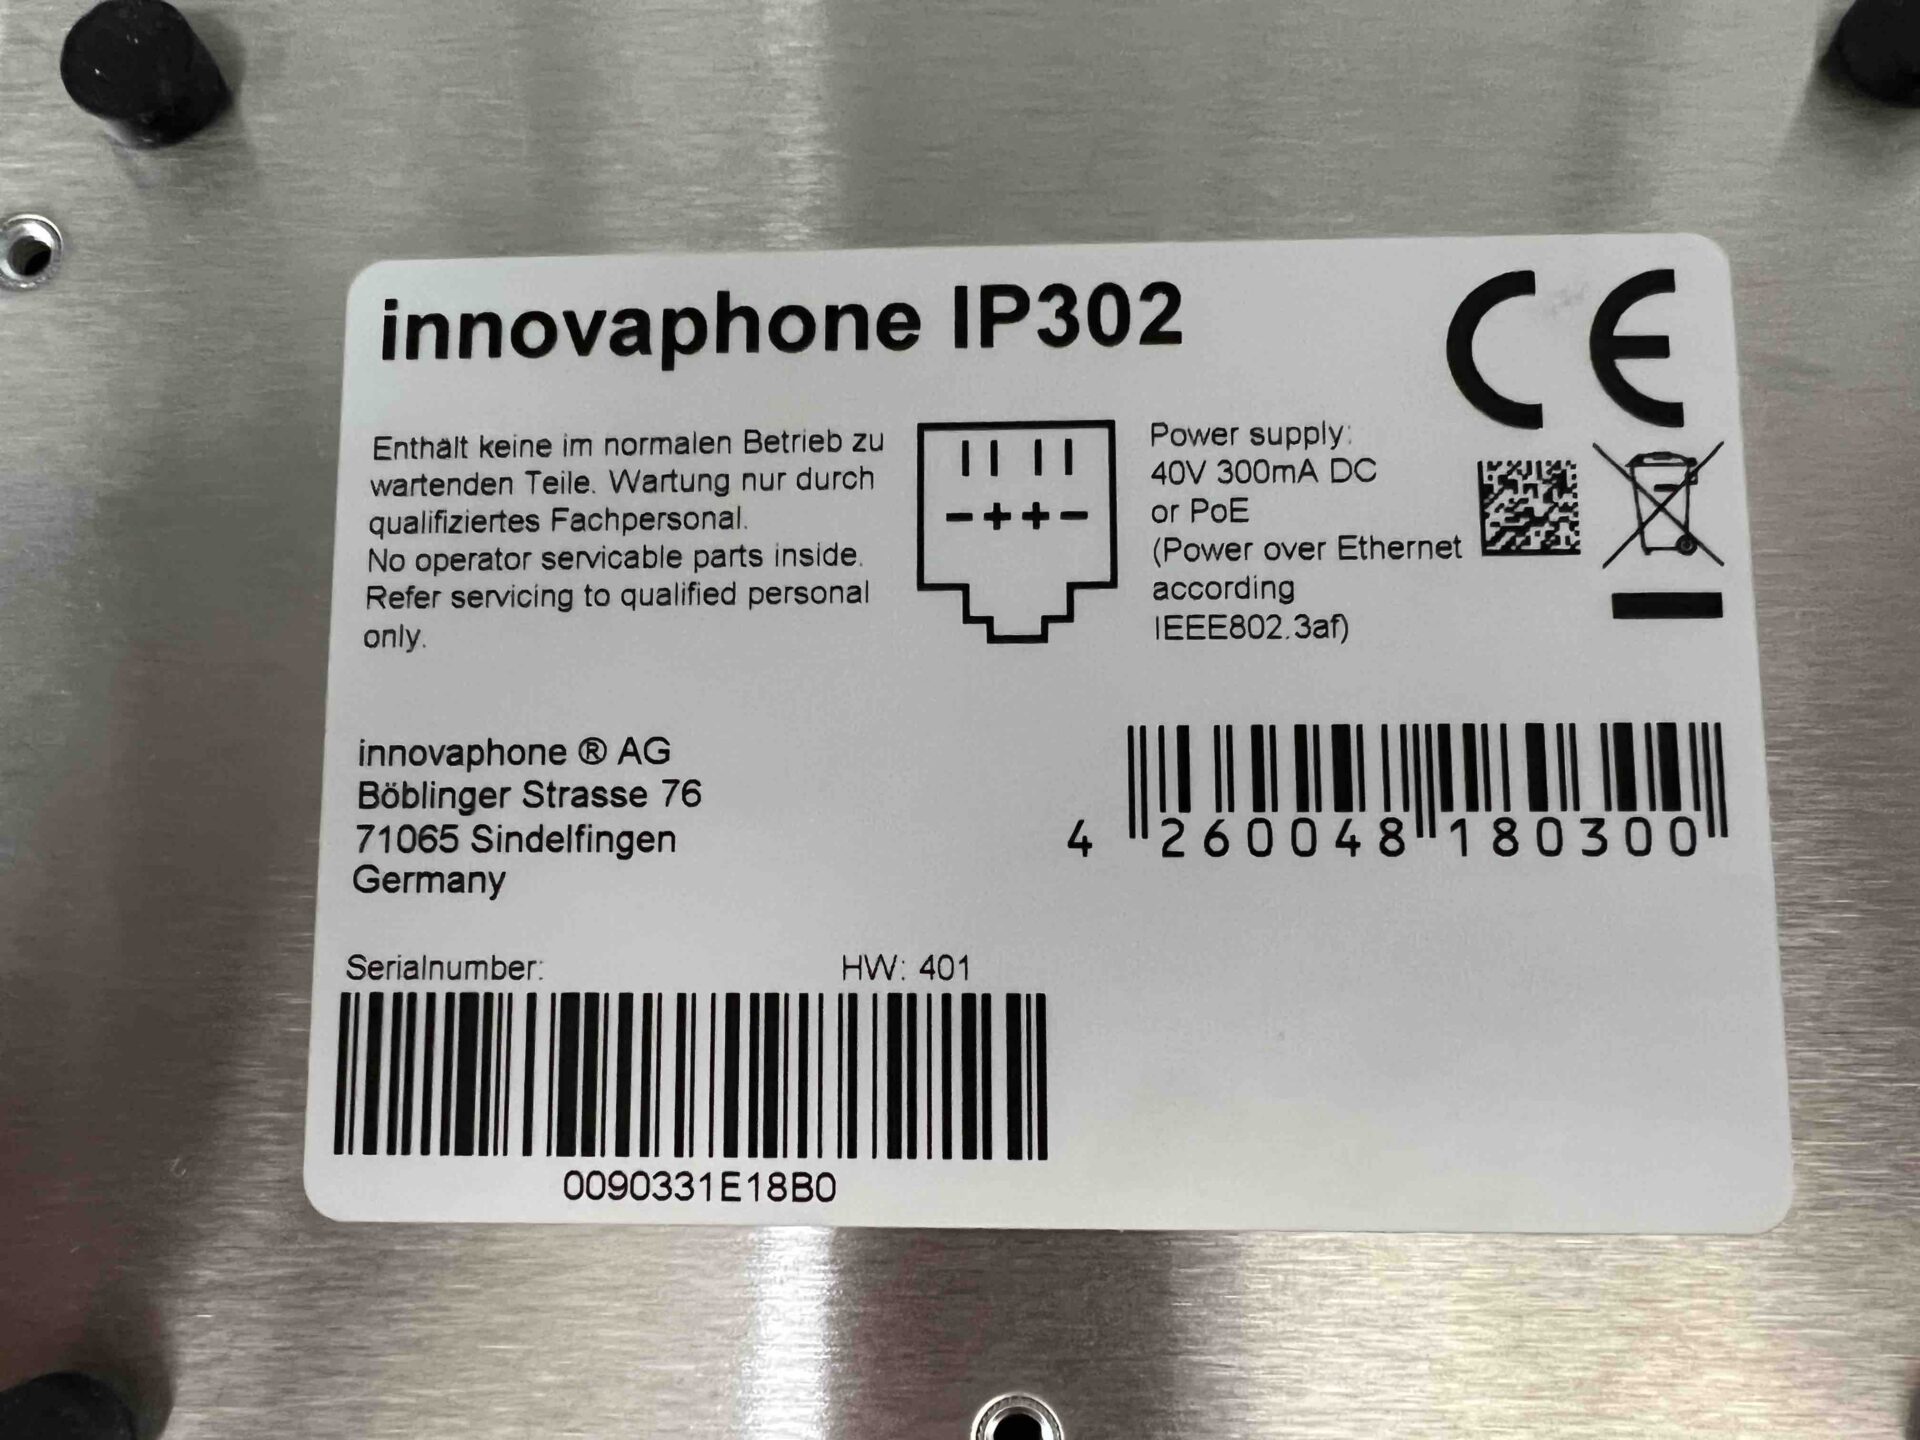 innovaphone IP302
CE
Enthält keine im normalen Betrieb zu
wartenden Teile. Wartung nur durch
qualifiziertes Fachpersonal.
No operator servicable parts inside.
Refer servicing to qualified personal
only.
- + + -
Power supply:
40V 300mA DC
or PoE
(Power over Ethernet
according
IEEE802.3af)
innovaphone ® AG
Böblinger Strasse 76
71065 Sindelfingen
Germany
4 260048 180300
Serialnumber: HW: 401
0090331E18B0